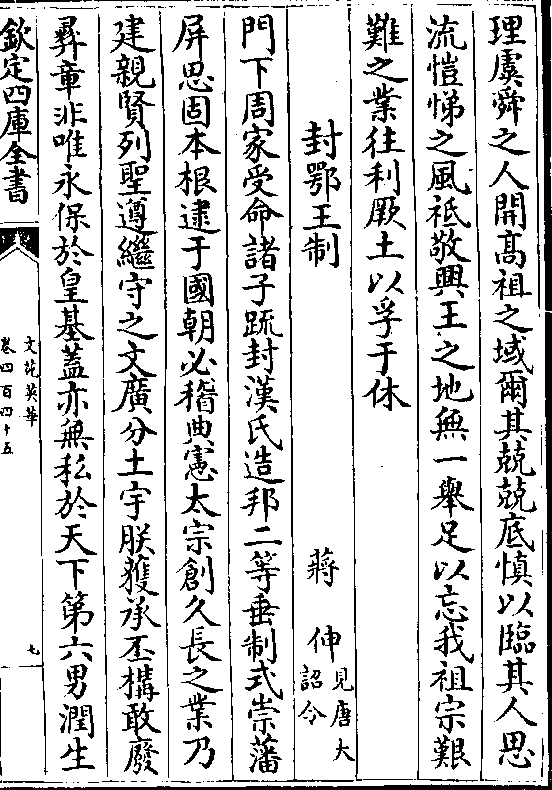 理虞舜之人開高祖之域爾其兢兢底慎以臨其人思
流愷悌之風祗敬興王之地無一舉足以忘我祖宗艱
難之業往利厥土以孚于休
封鄂王制
蔣伸
見唐大
詔令
門下周家受命諸子疏封漢氏造邦二等垂制式崇藩
屏思固本根逮于國朝必稽典憲太宗創久長之業乃
建親賢列聖遵繼守之文廣分土宇朕獲承丕構敢廢
彛章非唯永保於皇基蓋亦無私於天下第六男潤生
欽定四庫全書
文苑英華
卷四百四十五
七